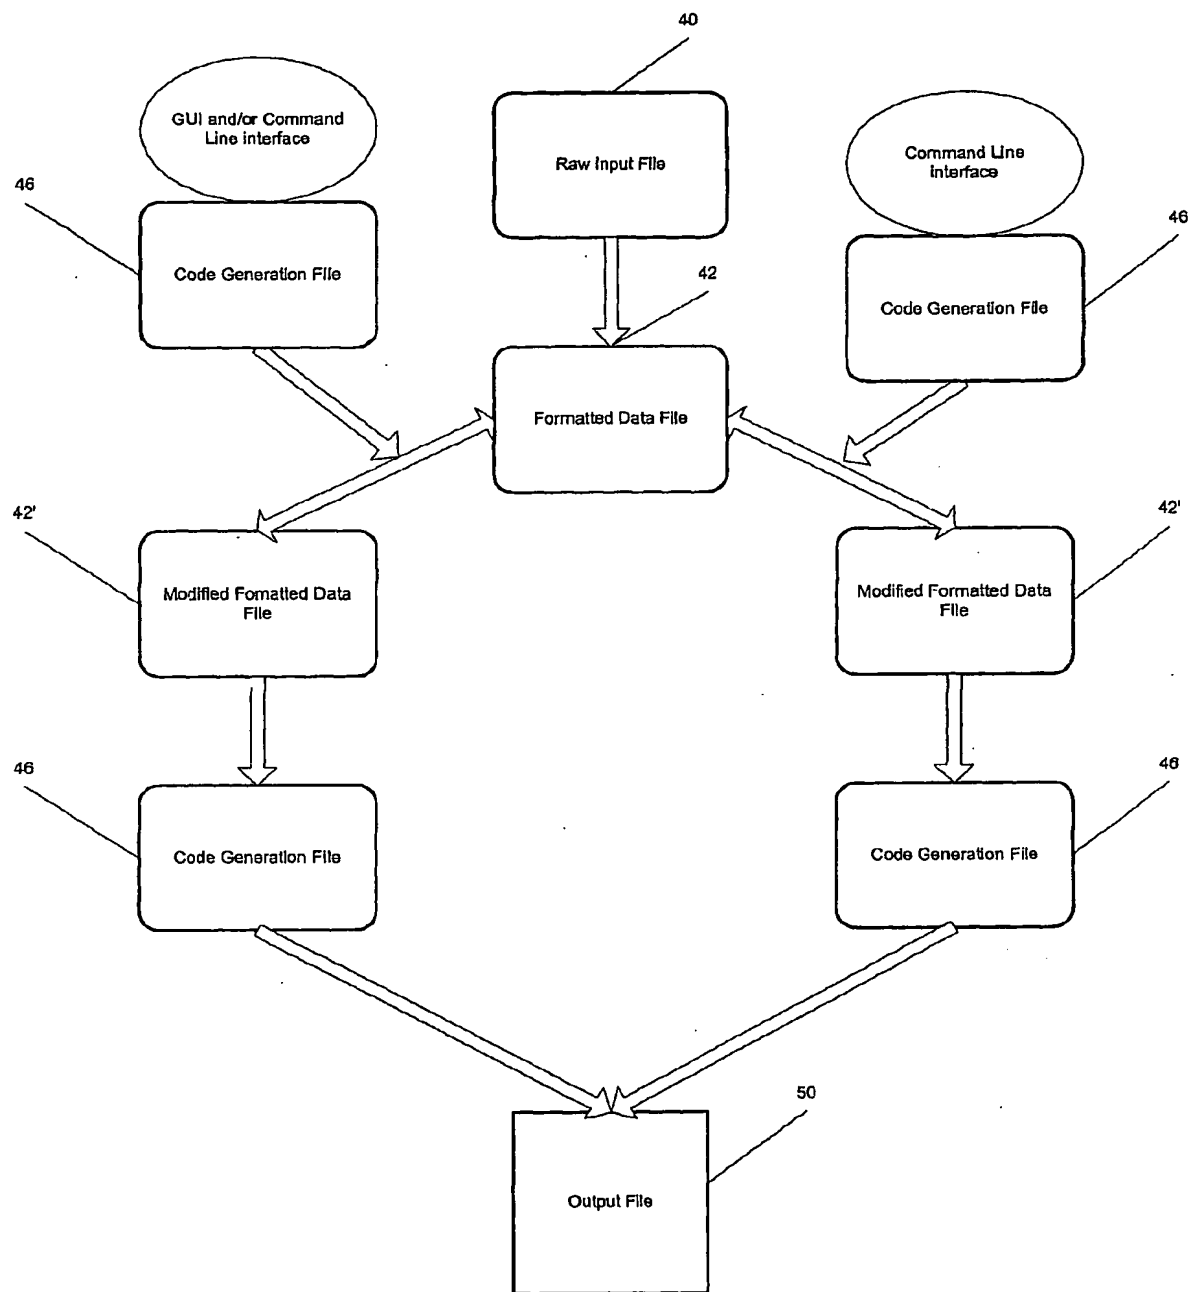 40
GUI and/or Command
Line interface
Raw Input File
Command Line
Interface
46
46
Code Generation File
42
Code Generation File
Formatted Data File
42'
42'
Modified Fomatted Data
File
Modified Formatted Data
File
46
46
Code Generation File
Code Generation File
50
Output File